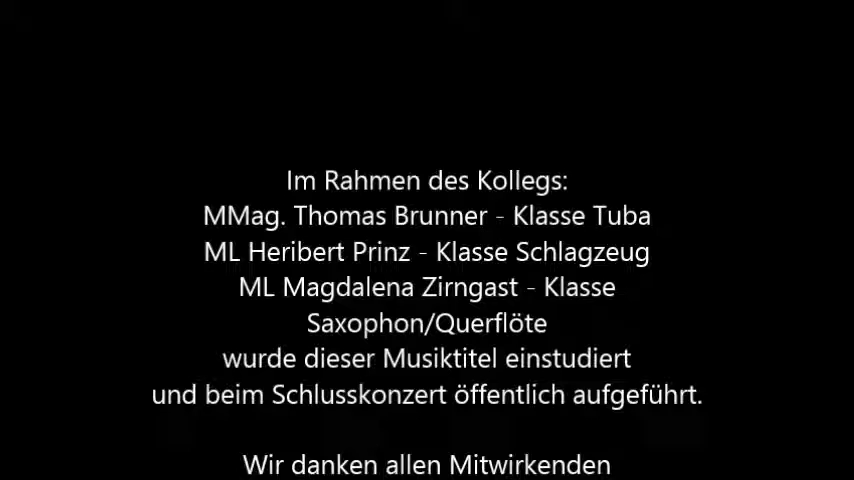 Im Rahmen des Kollegs:
MMag. Thomas Brunner - Klasse Tuba
ML Heribert Prinz - Klasse Schlagzeug
ML Magdalena Zirngast - Klasse
Saxophon/Querflöte
wurde dieser Musiktitel einstudiert
und beim Schlusskonzert öffentlich aufgeführt.
Wir danken allen Mitwirkenden